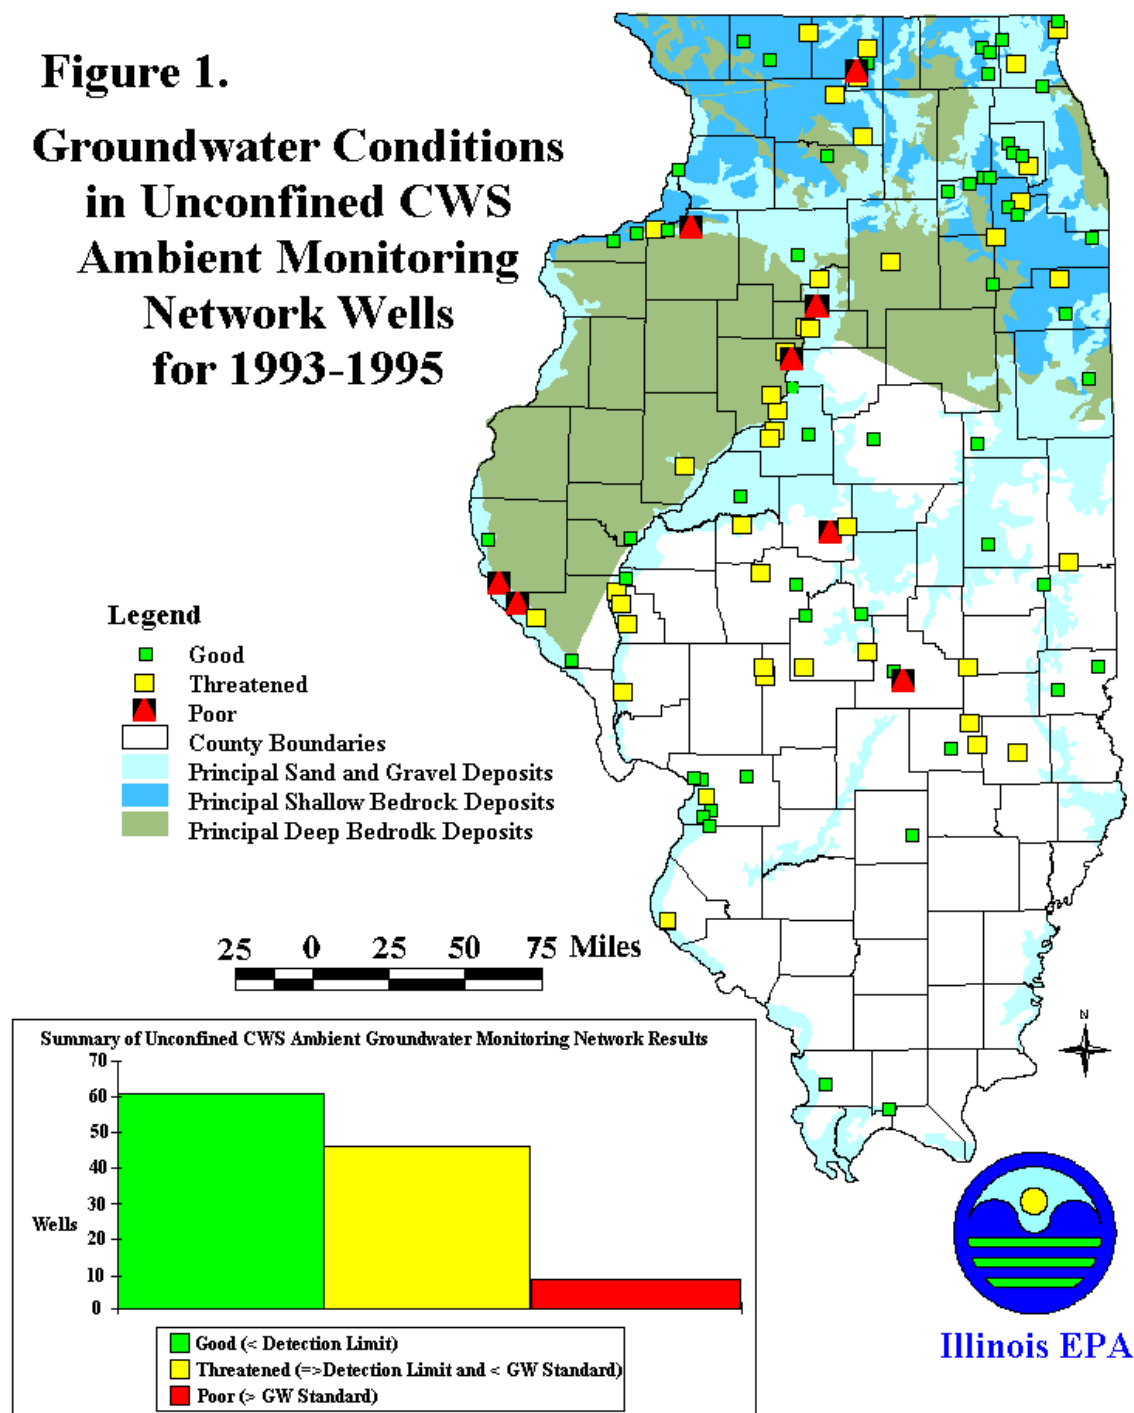 Figure 1.
Groundwater Conditions
in Unconfined CWS
Ambient Monitoring
Network Wells
for 1993-1995
Legend
Good
Threatened
Poor
County Boundaries
Principal Sand and Gravel Deposits
Principal Shallow Bedrock Deposits
Principal Deep Bedrodk Deposits
25 0 25 50 75 Miles
N
Summary of Unconfined CWS Ambient Groundwater Monitoring Network Results
70
60
50
40
30
Wells
20
10
0
Good (< Detection Limit)
Threatened (=>Detection Limit and < GW Standard)
Poor (> GW Standard)
Illinois EPA